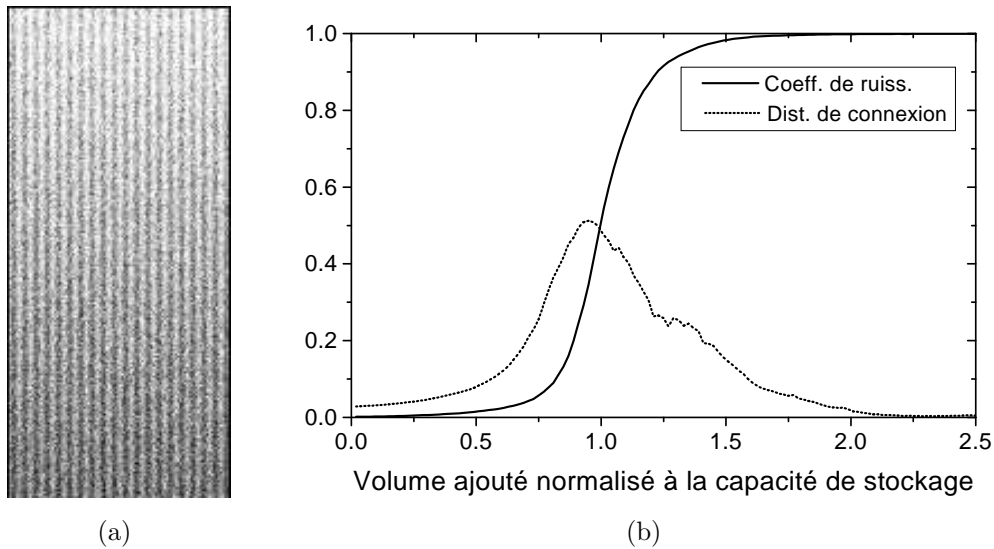 1.0
0.8
0.6
0.4
0.2
0.0
Coeff. de ruiss.
Dist. de connexion
0.0 0.5 1.0 1.5 2.0 2.5
Volume ajouté normalisé à la capacité de stockage
(a) (b)